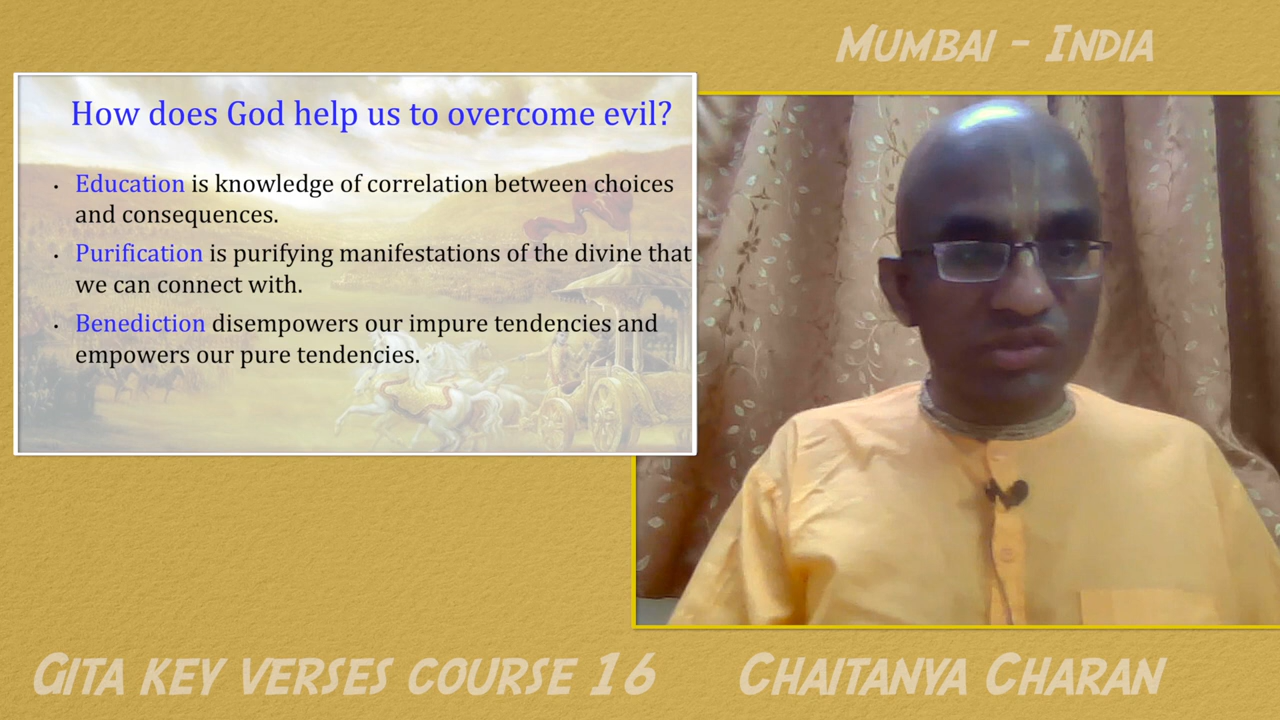 Mumbai - India
How does God help us to overcome evil?
· Education is knowledge of correlation between choices
and consequences.
· Purification is purifying manifestations of the divine that
we can connect with.
· Benediction disempowers our impure tendencies and
empowers our pure tendencies.
Gita key verses course 16
Chaitanya Charan